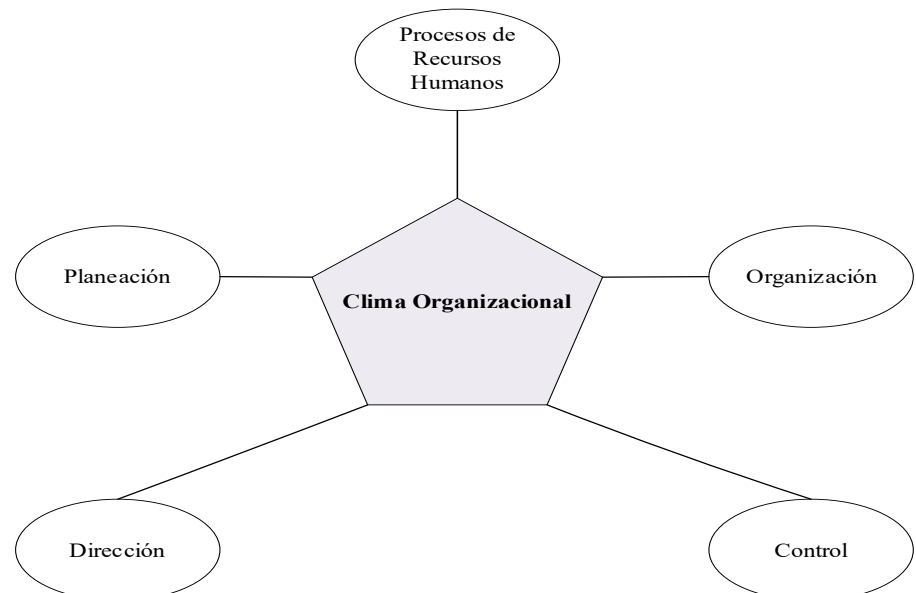 Procesos de
Recursos
Humanos
Planeación
Organización
Clima Organizacional
Dirección
Control